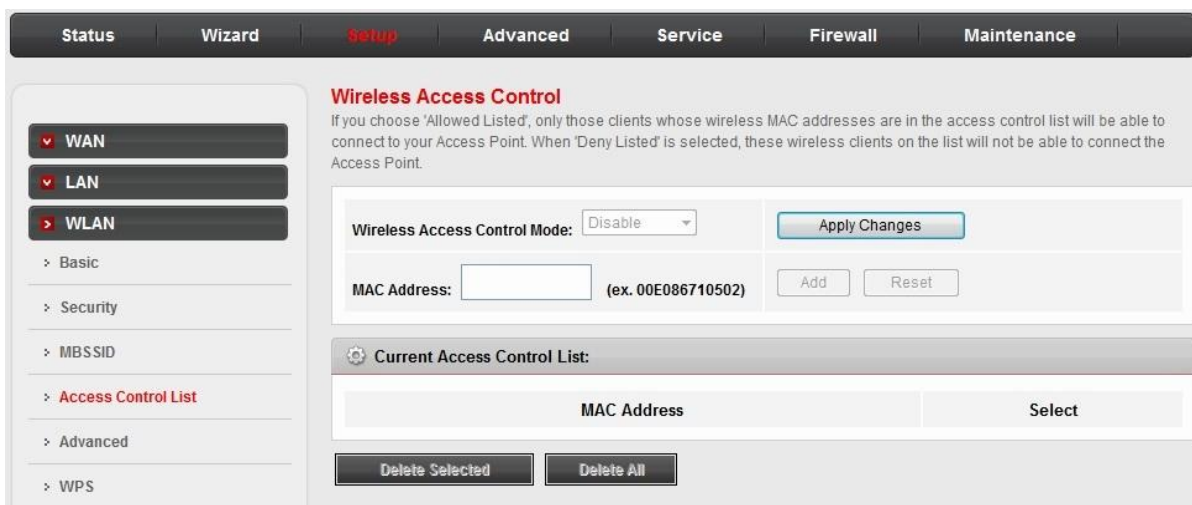 Status Wizard Setup Advanced Service Firewall Maintenance
WAN
LAN
WLAN
Basic
Security
MBSSID
Access Control List
Advanced
WPS
Wireless Access Control
If you choose 'Allowed Listed', only those clients whose wireless MAC addresses are in the access control list will be able to
connect to your Access Point. When 'Deny Listed' is selected, these wireless clients on the list will not be able to connect the
Access Point.
Wireless Access Control Mode: Disable Apply Changes
MAC Address: (ex. 00E086710502) Add Reset
Current Access Control List:
MAC Address Select
Delete Selected Delete All